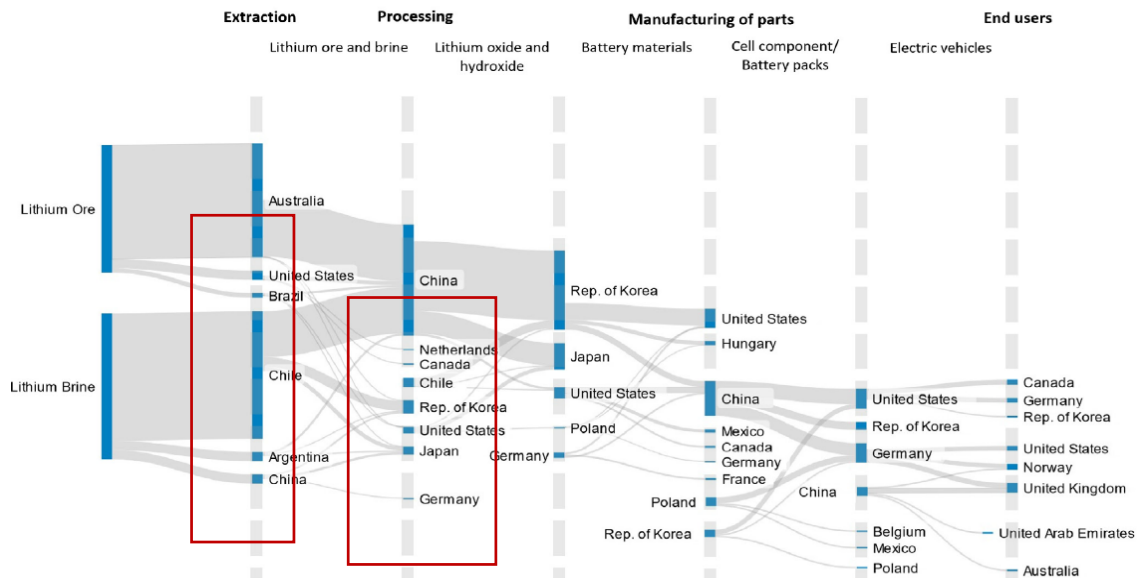 Extraction
Processing
Manufacturing of parts
End users
Lithium ore and brine
Lithium oxide and
hydroxide
Battery materials
Cell component/
Battery packs
Electric vehicles
Lithium Ore
Lithium Brine
Australia
United States
Brazil
Chile
Argentina
China
China
Netherlands
Canada
Chile
Rep. of Korea
United States
Japan
Germany
Rep. of Korea
Japan
United States
Poland
Germany
United States
Hungary
China
Mexico
Canada
Germany
France
Poland
Rep. of Korea
United States
Rep. of Korea
Germany
China
Belgium
Mexico
Poland
Canada
Germany
Rep. of Korea
United States
Norway
United Kingdom
United Arab Emirates
Australia